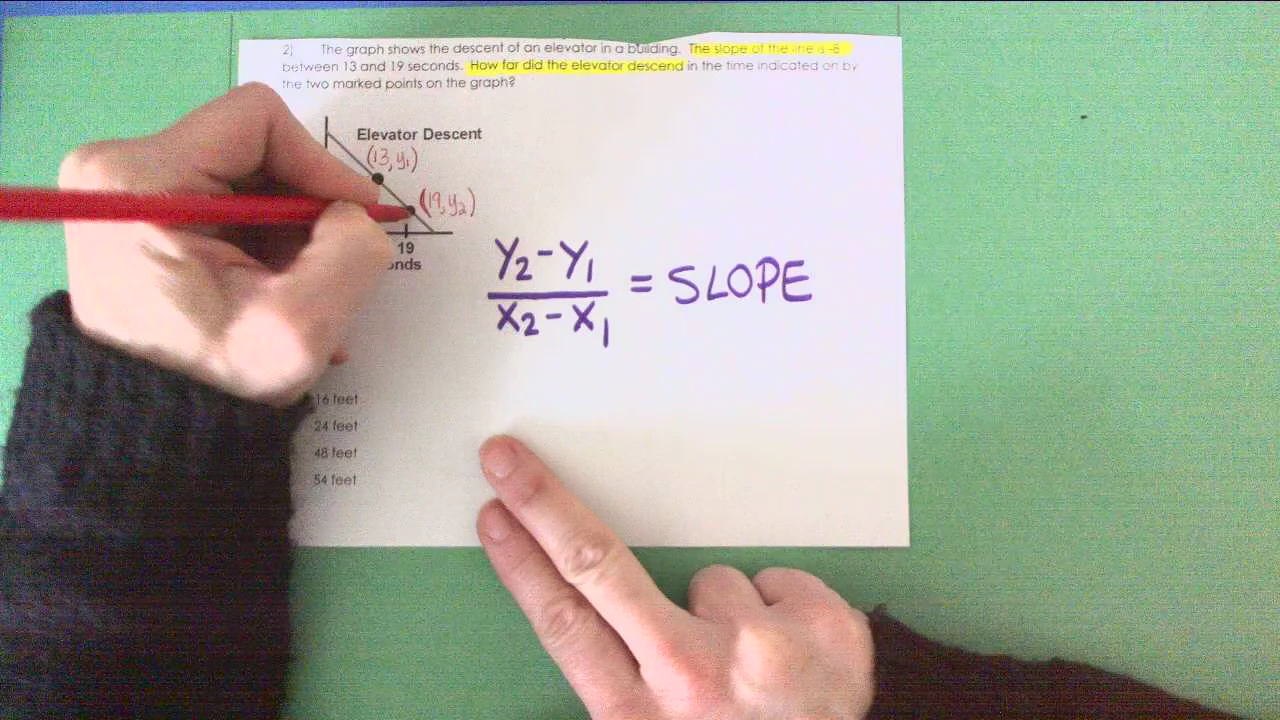 2) The graph shows the descent of an elevator in a building. The slope of the line is -8
between 13 and 19 seconds. How far did the elevator descend in the time indicated on by
the two marked points on the graph?
Elevator Descent
(13, y1)
(19, y2)
19
onds
y2 - y1
x2 - x1
= SLOPE
16 feet
24 feet
48 feet
54 feet